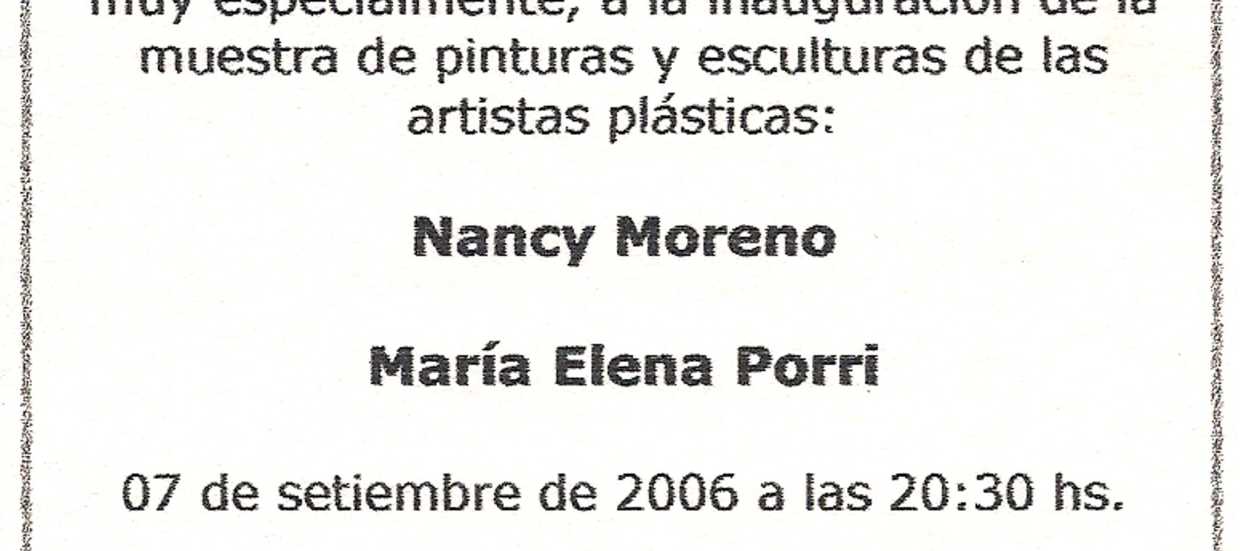 muy especialmente, a la inauguración de la
muestra de pinturas y esculturas de las
artistas plásticas:
Nancy Moreno
María Elena Porri
07 de setiembre de 2006 a las 20:30 hs.